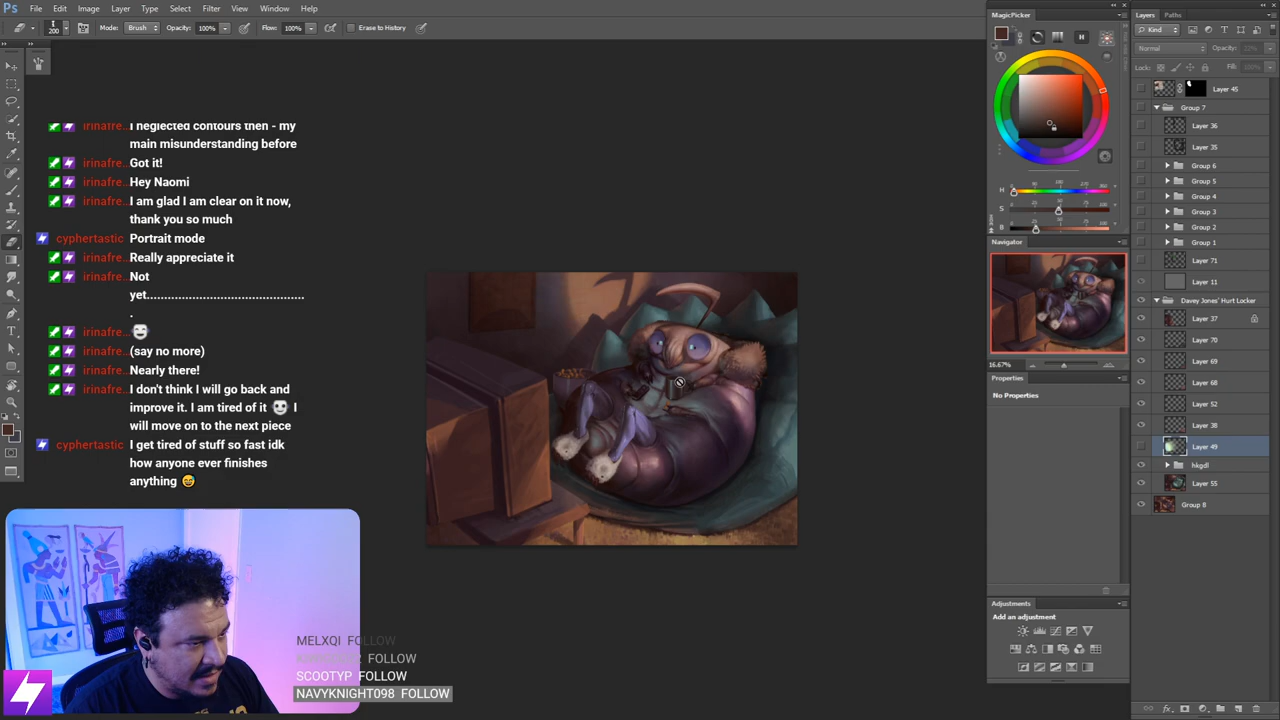 Ps File Edit Image Layer Type Select Filter View Window Help
200 Mode: Brush Opacity: 100% Flow: 100% Erase to History
I neglected contours then - my
main misunderstanding before
irinafre.. Got it!
irinafre.. Hey Naomi
irinafre.. I am glad I am clear on it now,
thank you so much
cyphertastic Portrait mode
irinafre.. Really appreciate it
irinafre.. Not
yet............................................
.
irinafre..
irinafre.. (say no more)
irinafre.. Nearly there!
irinafre.. I don't think I will go back and
improve it. I am tired of it I
will move on to the next piece
cyphertastic I get tired of stuff so fast idk
how anyone ever finishes
anything
MELXQI FOLLOW
FOLLOW
SCOOTYP FOLLOW
NAVYKNIGHT098 FOLLOW
MagicPicker
H
H
S
B
Navigator
16.67%
Properties
No Properties
Adjustments
Add an adjustment
Layers Paths
Kind
Normal Opacity:
Lock: Fill: 100%
Layer 45
Group 7
Layer 36
Layer 35
Group 6
Group 5
Group 4
Group 3
Group 2
Group 1
Layer 71
Layer 11
Davey Jones' Hurt Locker
Layer 37
Layer 70
Layer 69
Layer 68
Layer 52
Layer 38
Layer 49
hkgdl
Layer 55
Group 8
fx